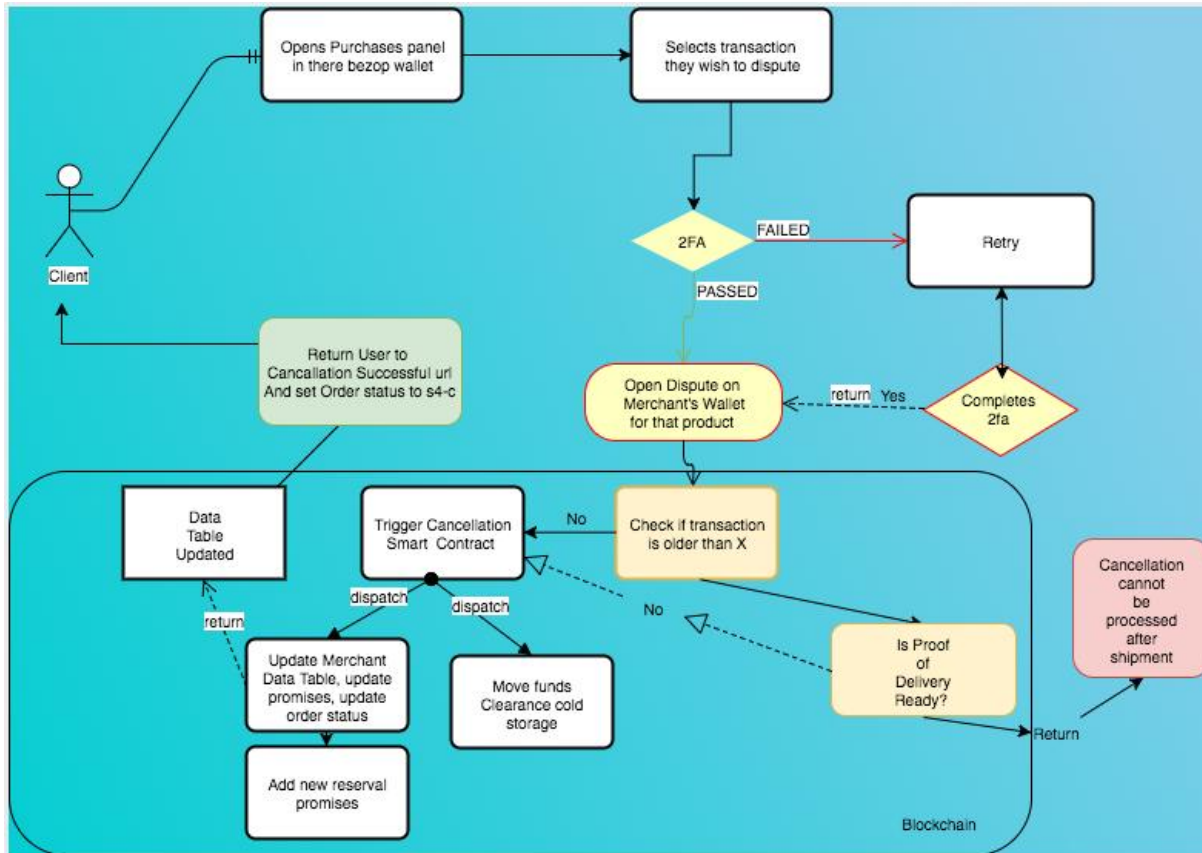 Opens Purchases panel
in there bezop wallet
Selects transaction
they wish to dispute
Client
2FA
FAILED
Retry
PASSED
Return User to
Cancallation Successful url
And set Order status to s4-c
Open Dispute on
Merchant's Wallet
for that product
return
Yes
Completes
2fa
Data
Table
Updated
Trigger Cancellation
Smart Contract
No
Check if transaction
is older than X
Cancellation
cannot
be
processed
after
shipment
dispatch
dispatch
No
return
Update Merchant
Data Table, update
promises, update
order status
Move funds
Clearance cold
storage
Is Proof
of
Delivery
Ready?
Return
Add new reserval
promises
Blockchain